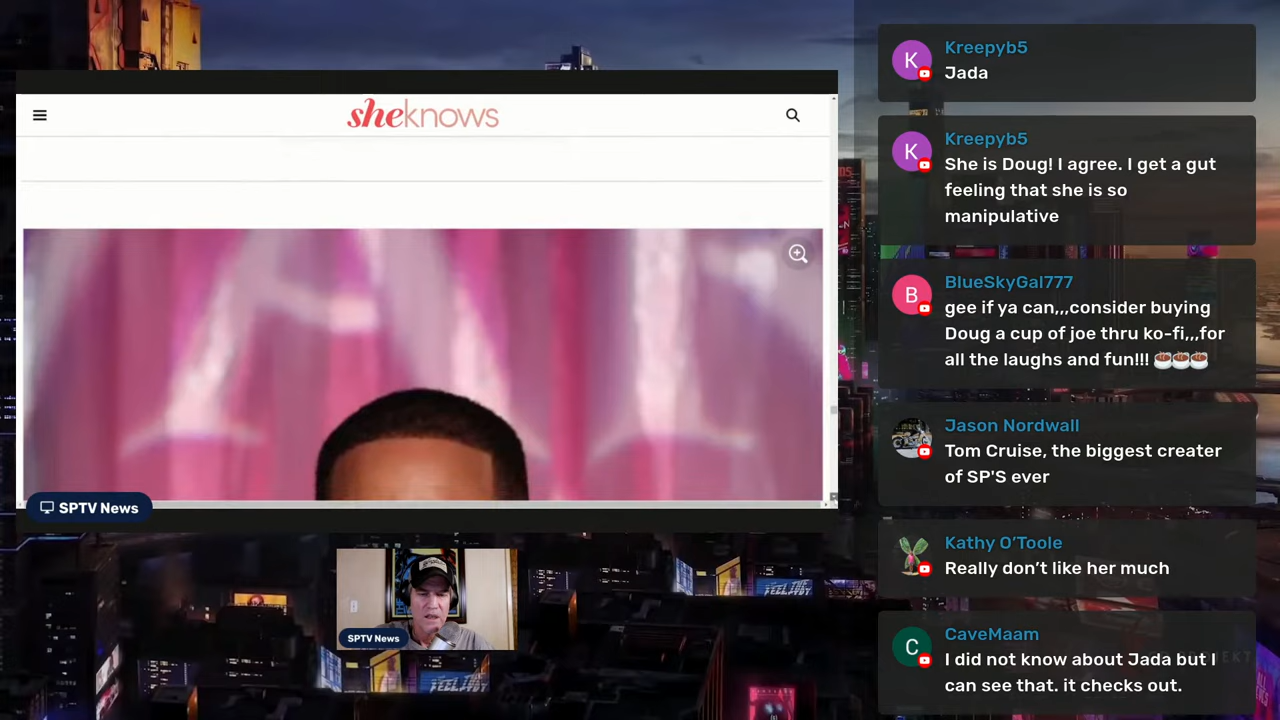 sheknows
SPTV News
SPTV News
FEEL THE
FEELTIL
Kreepyb5
Jada
Kreepyb5
She is Doug! I agree. I get a gut
feeling that she is so
manipulative
BlueSkyGal777
gee if ya can,,,consider buying
Doug a cup of joe thru ko-fi,,,for
all the laughs and fun!!! ☕☕☕
Jason Nordwall
Tom Cruise, the biggest creater
of SP'S ever
Kathy O’Toole
Really don’t like her much
CaveMaam
I did not know about Jada but I
can see that. it checks out.
K
K
B
C